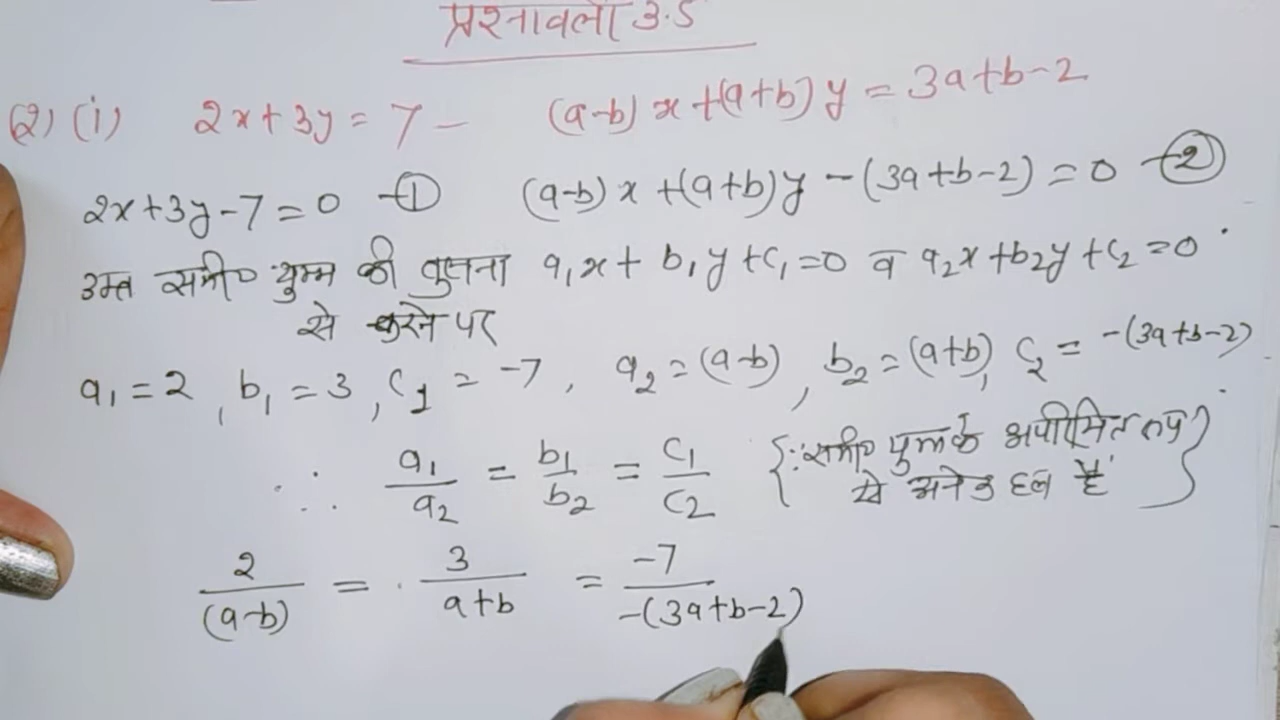 प्रश्नावली 3.5
(2) (i) 2x+3y=7- (a-b)x+(a+b)y=3a+b-2
2x+3y-7=0 -① (a-b)x+(a+b)y-(3a+b-2)=0 -②
उक्त समी० युग्म की तुलना a₁x+b₁y+c₁=0 व a₂x+b₂y+c₂=0
से करने पर
a₁=2, b₁=3, c₁=-7, a₂=(a-b), b₂=(a+b), c₂=-(3a+b-2)
∴ a₁/a₂ = b₁/b₂ = c₁/c₂ {∵ समी० युग्म के अपरिमित रूप
से अनेक हल है}
2/(a-b) = 3/a+b = -7/-(3a+b-2)